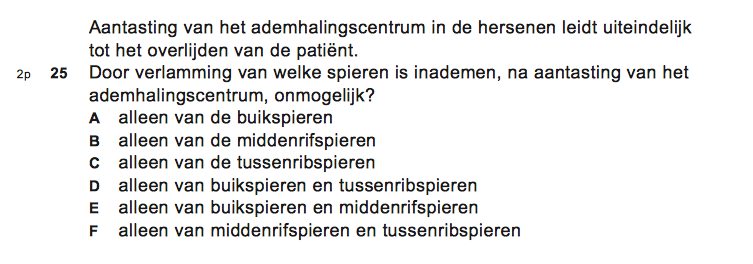 Aantasting van het ademhalingscentrum in de hersenen leidt uiteindelijk
tot het overlijden van de patiënt.
2p 25 Door verlamming van welke spieren is inademen, na aantasting van het
ademhalingscentrum, onmogelijk?
A alleen van de buikspieren
B alleen van de middenrifspieren
C alleen van de tussenribspieren
D alleen van buikspieren en tussenribspieren
E alleen van buikspieren en middenrifspieren
F alleen van middenrifspieren en tussenribspieren